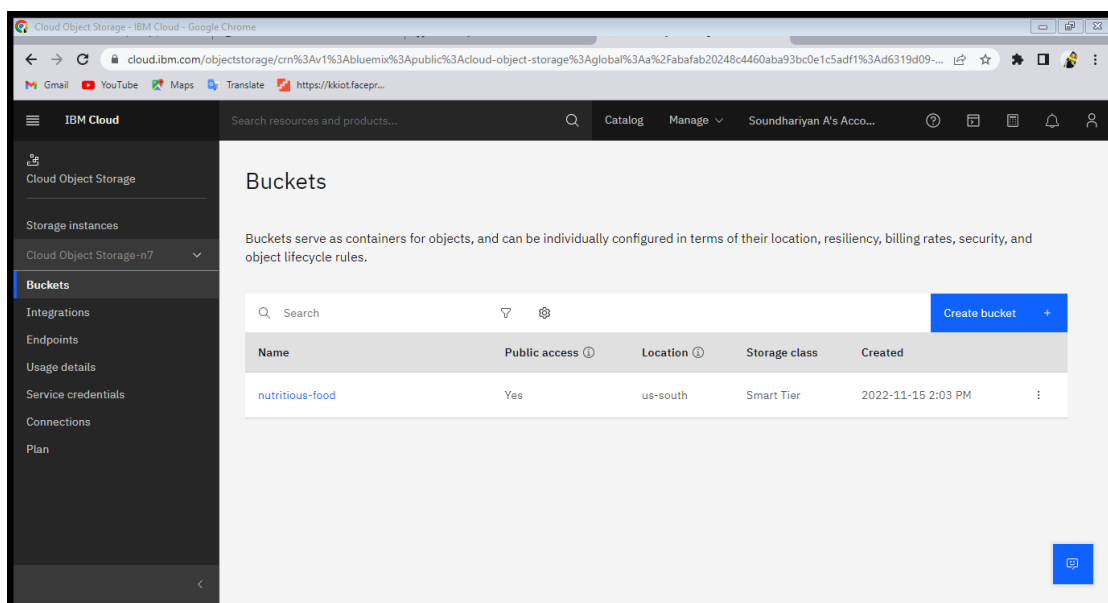 Cloud Object Storage - IBM Cloud - Google Chrome
cloud.ibm.com/objectstorage/crn%3Av1%3Abluemix%3Apublic%3Acloud-object-storage%3Aglobal%3Aa%2Fabafab20248c4460aba93bc0e1c5adf1%3Ad6319d09-...
Gmail YouTube Maps Translate https://kkiot.facepr...
IBM Cloud Search resources and products... Catalog Manage Soundhariyan A's Acco...
Cloud Object Storage
Storage instances
Cloud Object Storage-n7
Buckets
Integrations
Endpoints
Usage details
Service credentials
Connections
Plan
Buckets
Buckets serve as containers for objects, and can be individually configured in terms of their location, resiliency, billing rates, security, and
object lifecycle rules.
Search Create bucket +
Name Public access Location Storage class Created
nutritious-food Yes us-south Smart Tier 2022-11-15 2:03 PM